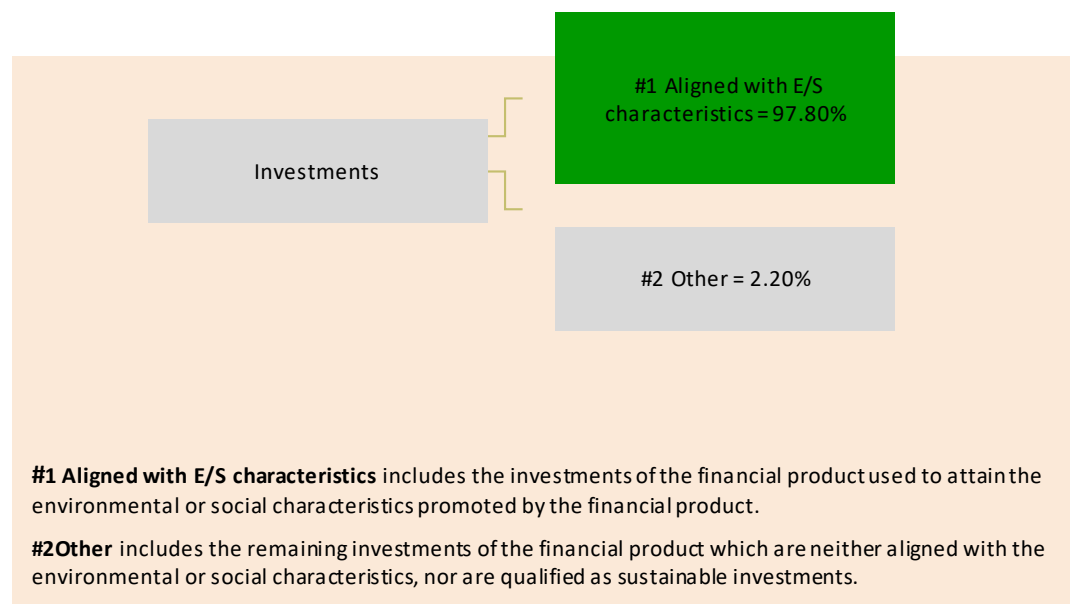 #1 Aligned with E/S
characteristics = 97.80%
Investments
#2 Other = 2.20%
#1 Aligned with E/S characteristics includes the investments of the financial product used to attain the
environmental or social characteristics promoted by the financial product.
#2Other includes the remaining investments of the financial product which are neither aligned with the
environmental or social characteristics, nor are qualified as sustainable investments.